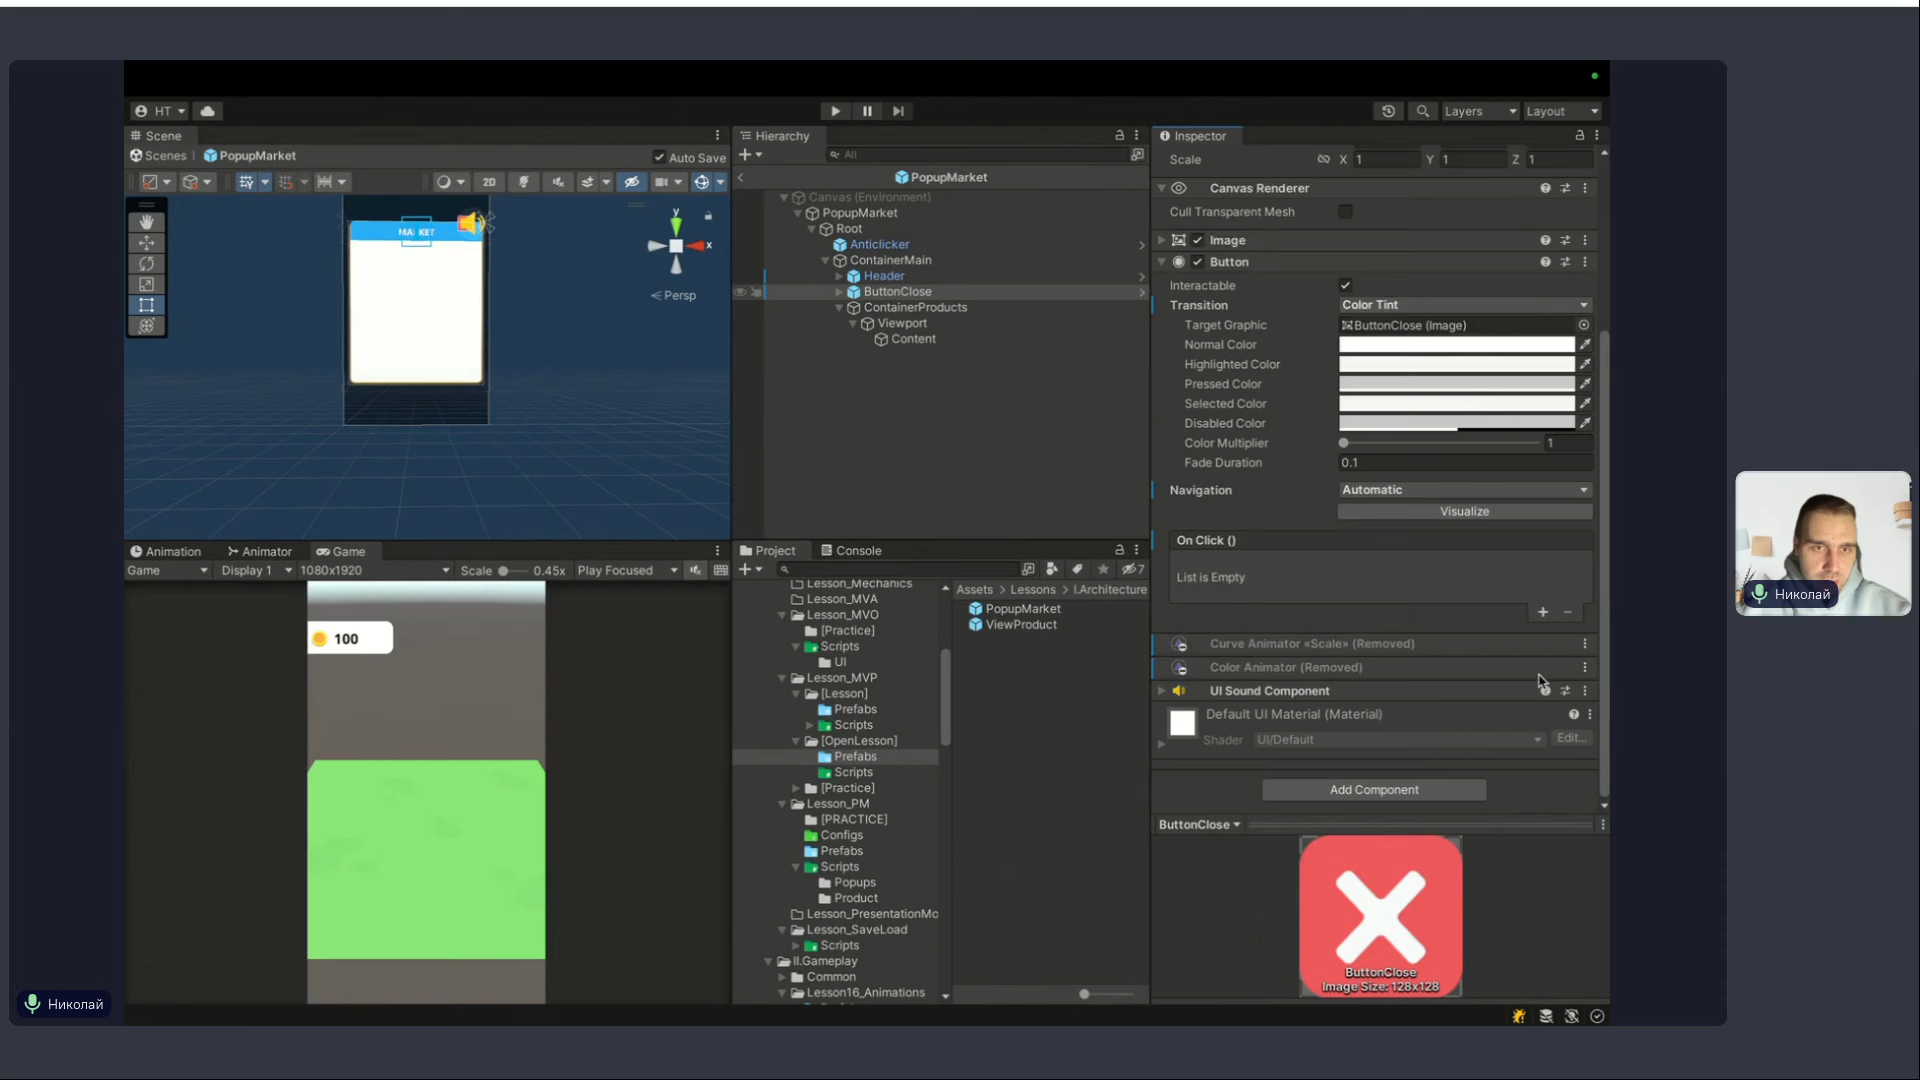 HT
Layers
Layout
Scene
Scenes
PopupMarket
Auto Save
2D
MARKET
y
x
Persp
Hierarchy
All
PopupMarket
Canvas (Environment)
PopupMarket
Root
Anticlicker
ContainerMain
Header
ButtonClose
ContainerProducts
Viewport
Content
Inspector
Scale
X 1 Y 1 Z 1
Canvas Renderer
Cull Transparent Mesh
Image
Button
Interactable
Transition
Color Tint
Target Graphic
ButtonClose (Image)
Normal Color
Highlighted Color
Pressed Color
Selected Color
Disabled Color
Color Multiplier
1
Fade Duration
0.1
Navigation
Automatic
Visualize
On Click ()
List is Empty
Curve Animator «Scale» (Removed)
Color Animator (Removed)
UI Sound Component
Default UI Material (Material)
Shader
UI/Default
Edit...
Add Component
ButtonClose
ButtonClose
Image Size: 128x128
Animation
Animator
Game
Game
Display 1
1080x1920
Scale
0.45x
Play Focused
100
Project
Console
7
Lesson_Mechanics
Lesson_MVA
Lesson_MVO
[Practice]
Scripts
UI
Lesson_MVP
[Lesson]
Prefabs
Scripts
[OpenLesson]
Prefabs
Scripts
[Practice]
Lesson_PM
[PRACTICE]
Configs
Prefabs
Scripts
Popups
Product
Lesson_PresentationMo
Lesson_SaveLoad
Scripts
II.Gameplay
Common
Lesson16_Animations
Assets > Lessons > I.Architecture
PopupMarket
ViewProduct
Николай
Николай